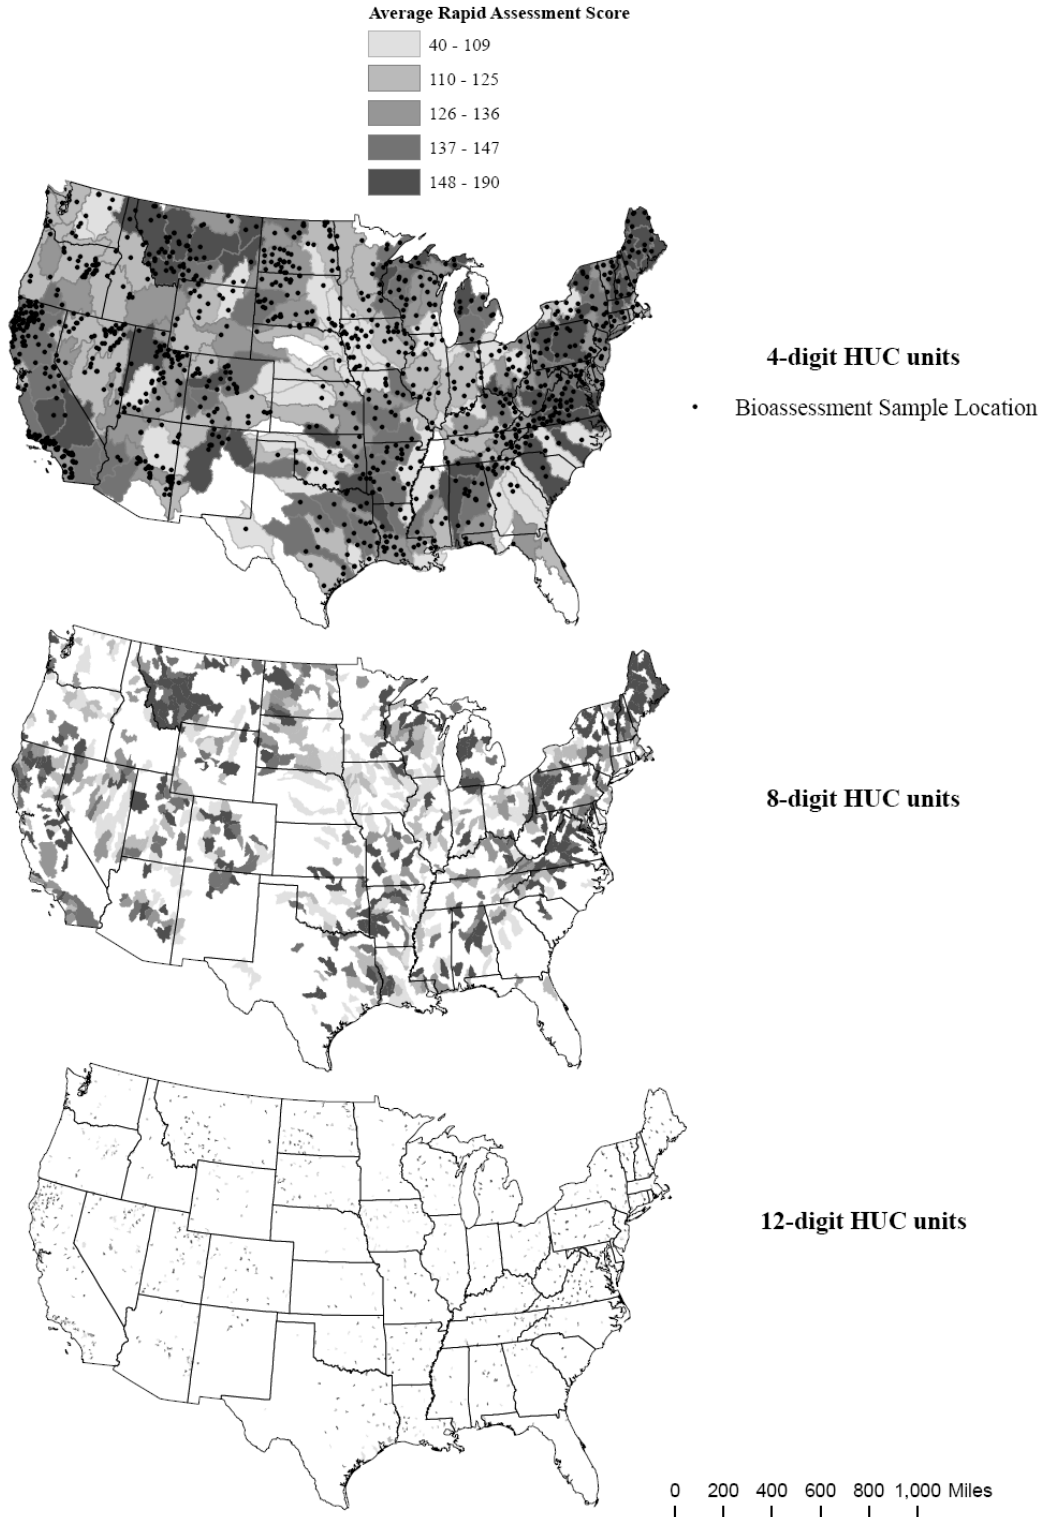 Average Rapid Assessment Score
40 - 109
110 - 125
126 - 136
137 - 147
148 - 190
4-digit HUC units
Bioassessment Sample Location
8-digit HUC units
12-digit HUC units
0 200 400 600 800 1,000 Miles